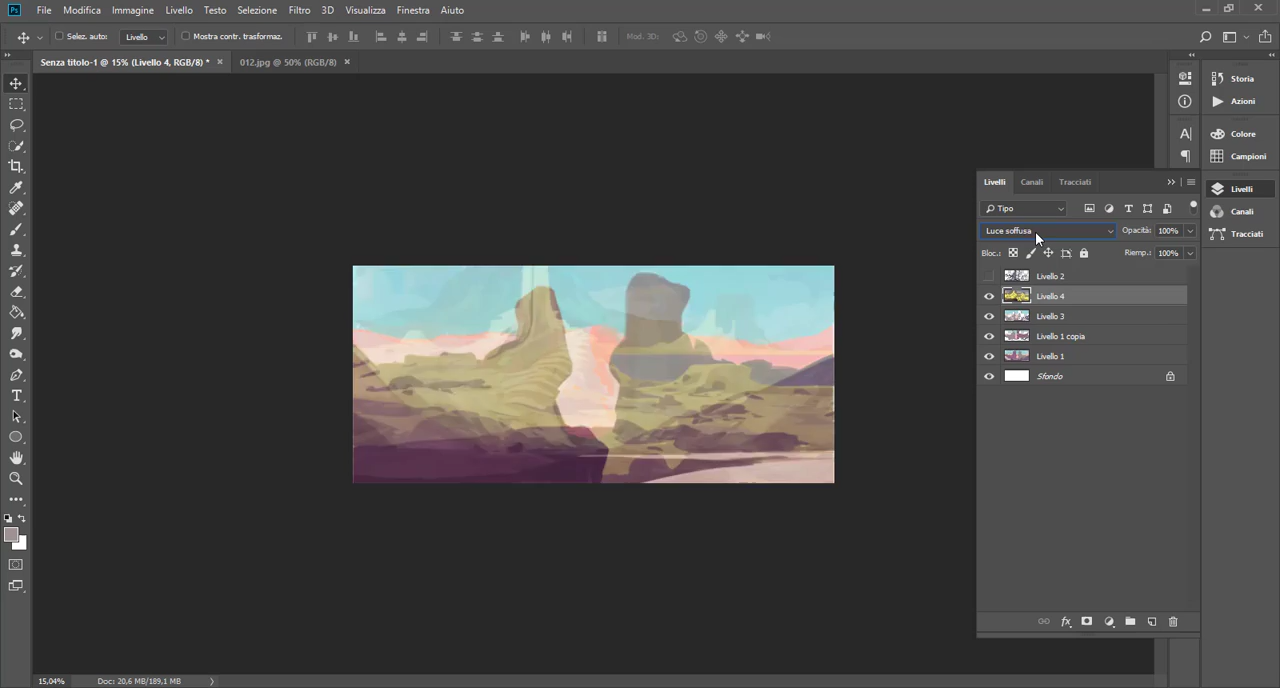 Ps File Modifica Immagine Livello Testo Selezione Filtro 3D Visualizza Finestra Aiuto
Selez. auto: Livello Mostra contr. trasformaz. Mod. 3D:
Senza titolo-1 @ 15% (Livello 4, RGB/8) * × 012.jpg @ 50% (RGB/8) ×
Storia
Azioni
Colore
Campioni
Livelli
Canali
Tracciati
Livelli Canali Tracciati
Tipo
Luce soffusa Opacità: 100%
Bloc.: Riemp.: 100%
Livello 2
Livello 4
Livello 3
Livello 1 copia
Livello 1
Sfondo
fx
15,04% Doc: 20,6 MB/189,1 MB